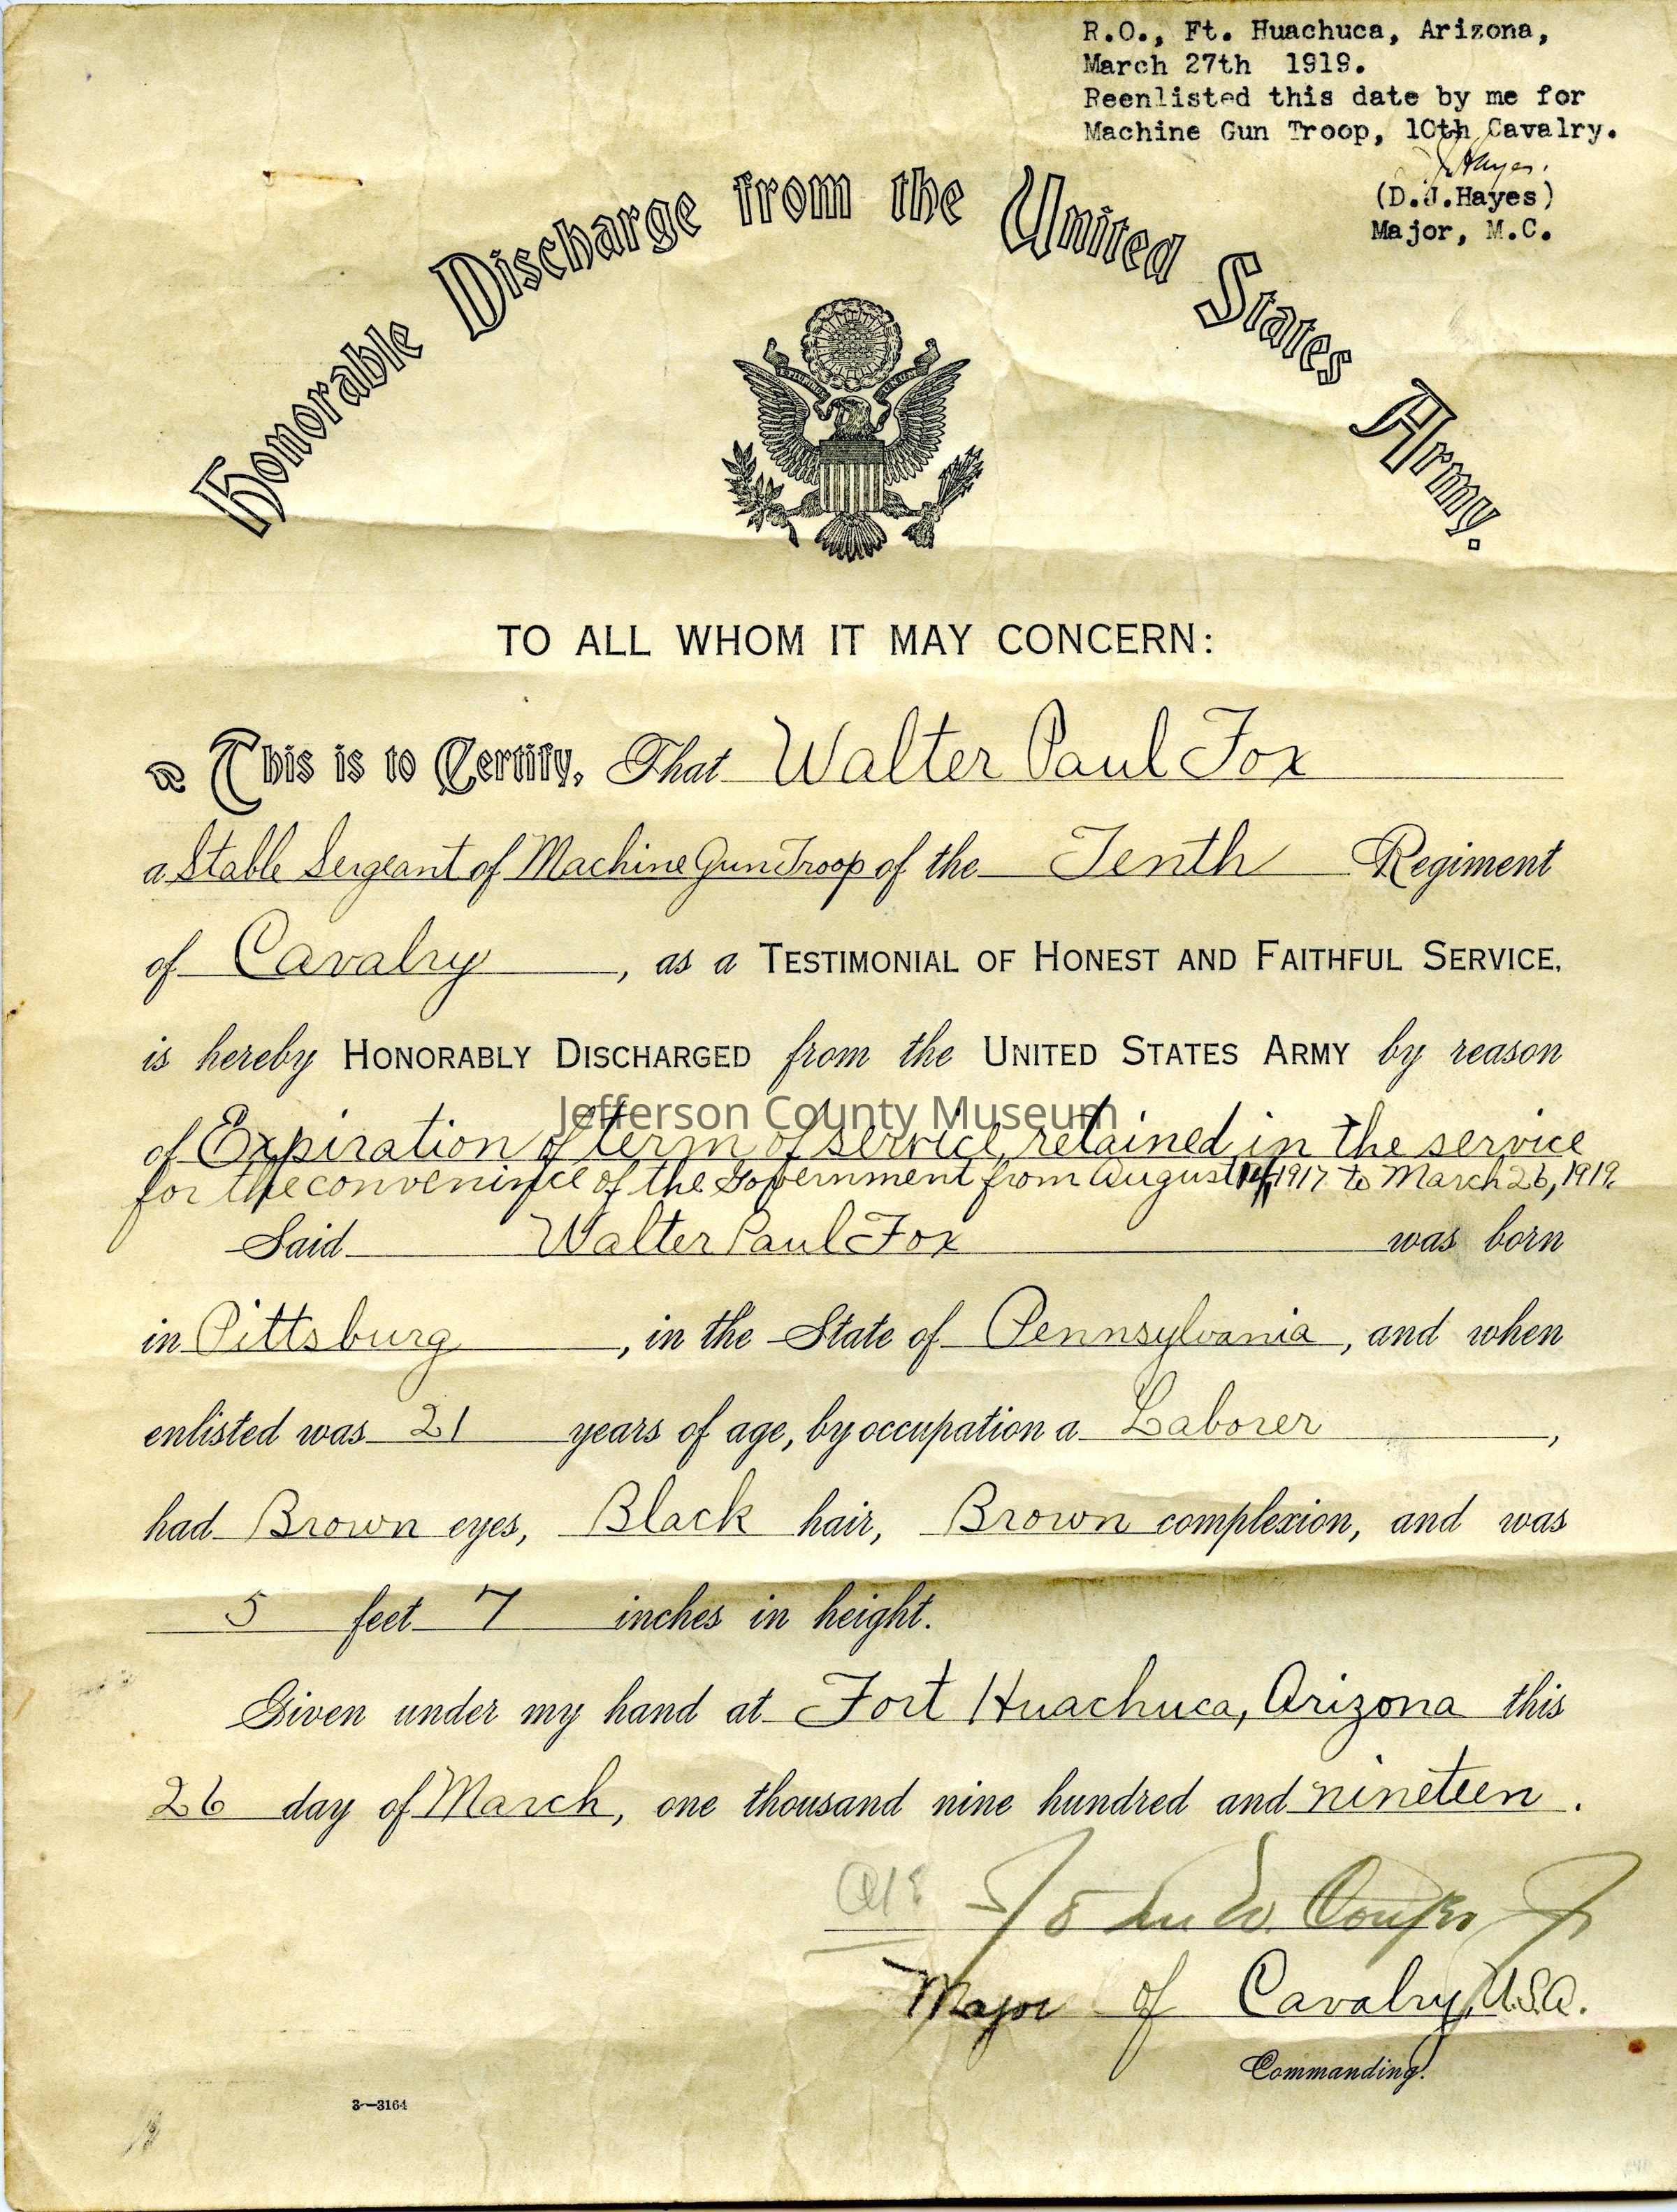 R.O., Ft. Huachuca, Arizona,
March 27th 1919.
Reenlisted this date by me for
Machine Gun Troop, 10th Cavalry.
Hayes.
(D.J.Hayes)
Major, M.C.
Honorable Discharge from the United States Army.
TO ALL WHOM IT MAY CONCERN:
This is to Certify, That Walter Paul Fox
a Stable Sergeant of Machine Gun Troop of the Tenth Regiment
of Cavalry, as a TESTIMONIAL OF HONEST AND FAITHFUL SERVICE,
is hereby HONORABLY DISCHARGED from the UNITED STATES ARMY by reason
Jefferson County Museum
of Expiration of term of service, retained in the service
for the convenience of the Government from August 14, 1917 to March 26, 1919.
Said Walter Paul Fox was born
in Pittsburg, in the State of Pennsylvania, and when
enlisted was 21 years of age, by occupation a Laborer,
had Brown eyes, Black hair, Brown complexion, and was
5 feet 7 inches in height.
Given under my hand at Fort Huachuca, Arizona this
26 day of March, one thousand nine hundred and nineteen.
John W. Jr
Major of Cavalry, U.S.A.
Commanding.
3—3164